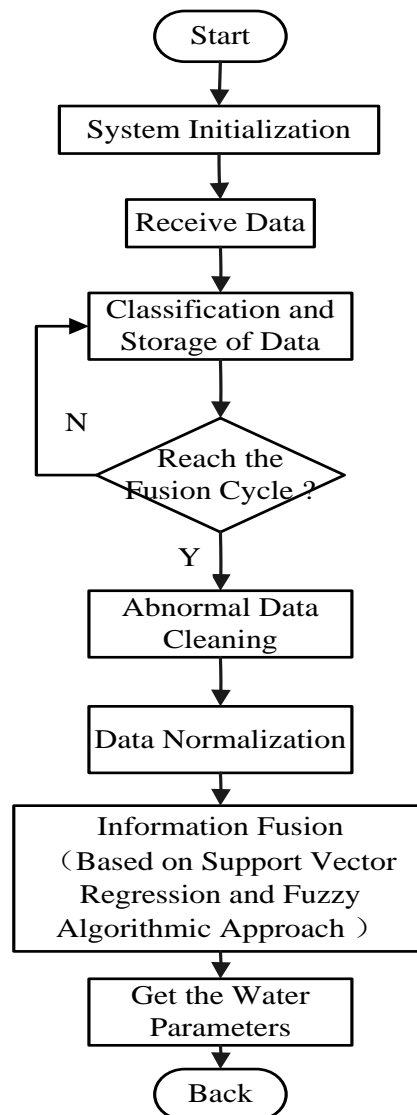 Start
System Initialization
Receive Data
Classification and
Storage of Data
N
Reach the
Fusion Cycle ?
Y
Abnormal Data
Cleaning
Data Normalization
Information Fusion
（Based on Support Vector
Regression and Fuzzy
Algorithmic Approach ）
Get the Water
Parameters
Back